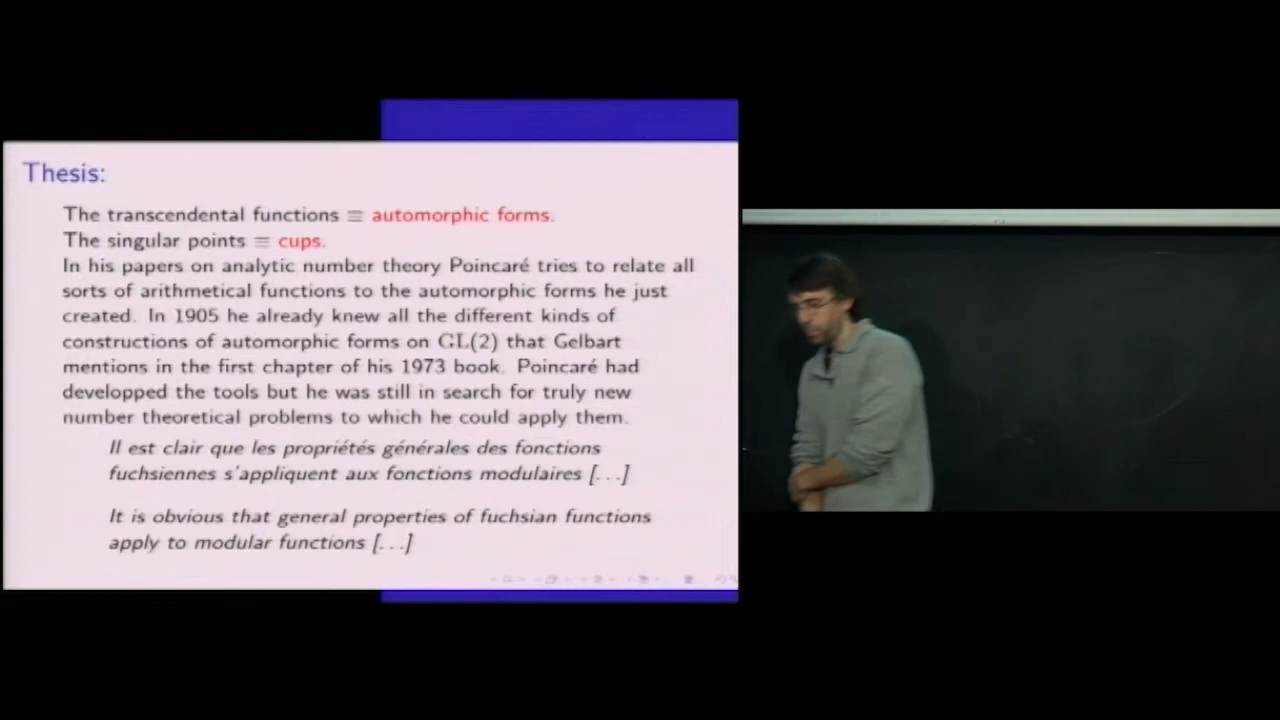 Thesis:
The transcendental functions ≡ automorphic forms.
The singular points ≡ cups.
In his papers on analytic number theory Poincaré tries to relate all
sorts of arithmetical functions to the automorphic forms he just
created. In 1905 he already knew all the different kinds of
constructions of automorphic forms on GL(2) that Gelbart
mentions in the first chapter of his 1973 book. Poincaré had
developped the tools but he was still in search for truly new
number theoretical problems to which he could apply them.
Il est clair que les propriétés générales des fonctions
fuchsiennes s'appliquent aux fonctions modulaires [...]
It is obvious that general properties of fuchsian functions
apply to modular functions [...]